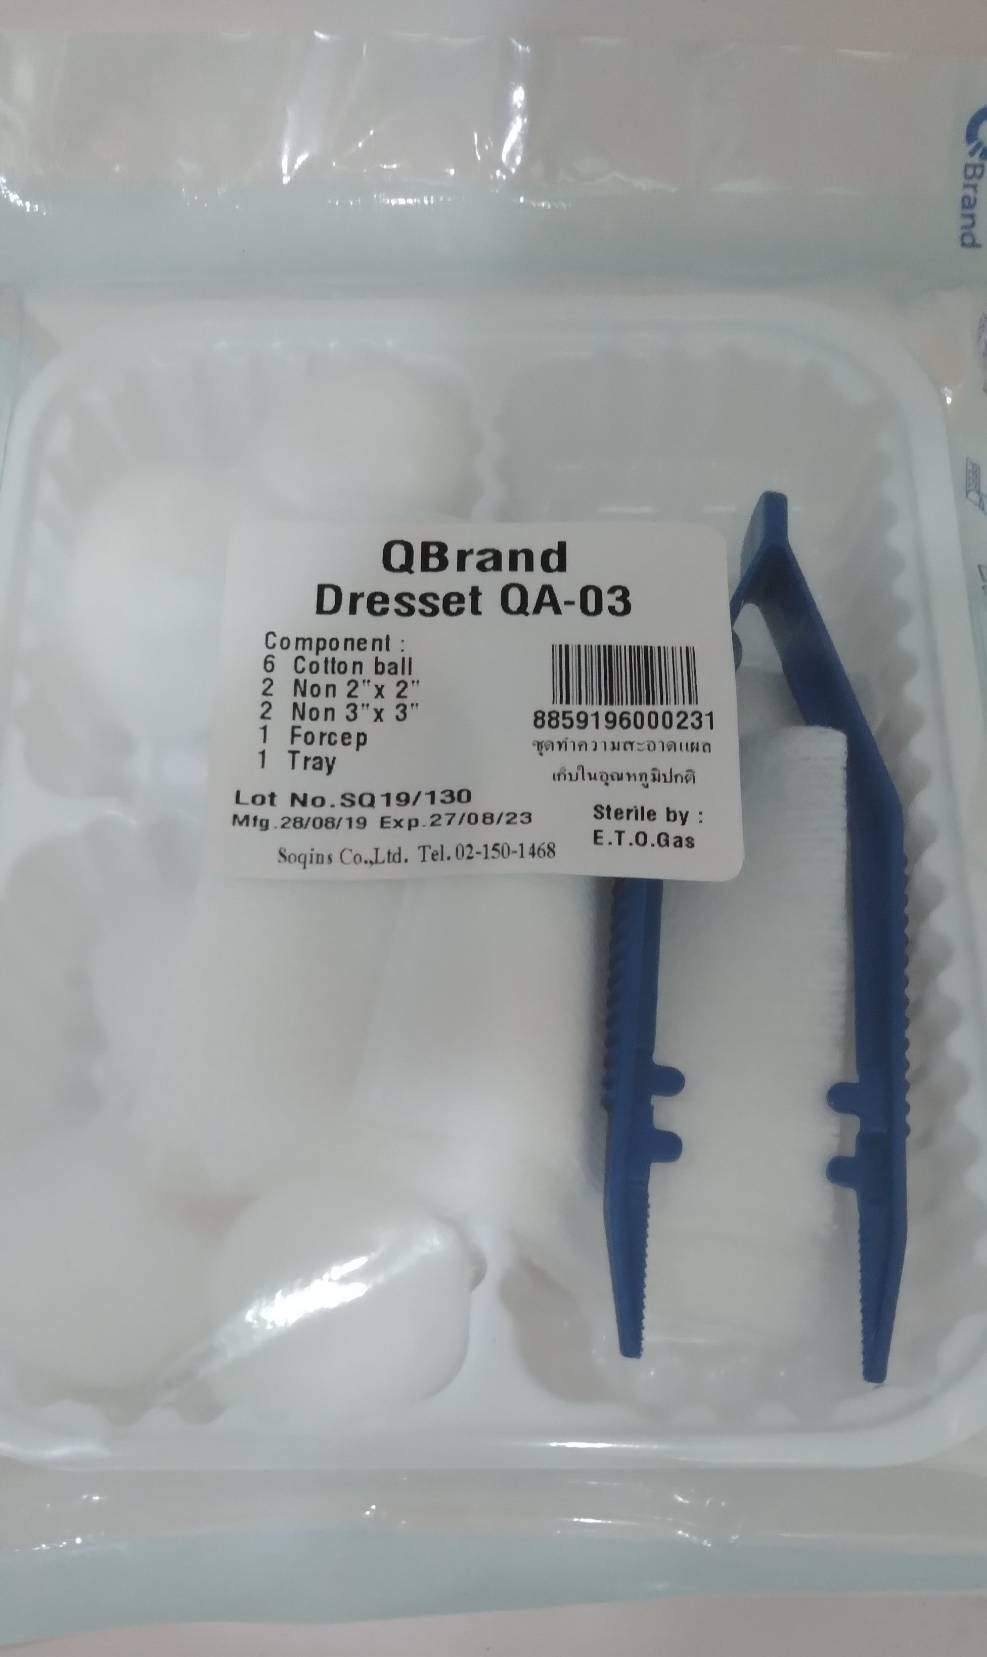 Brand
QBrand
Dresset QA-03
Component :
6 Cotton ball
2 Non 2"x 2"
2 Non 3"x 3"
1 Forcep
1 Tray
8859196000231
ชุดทำความสะอาดแผล
เก็บในอุณหภูมิปกติ
Lot No.SQ19/130
Mfg.28/08/19 Exp.27/08/23
Sterile by :
E.T.O.Gas
Soqins Co.,Ltd. Tel.02-150-1468